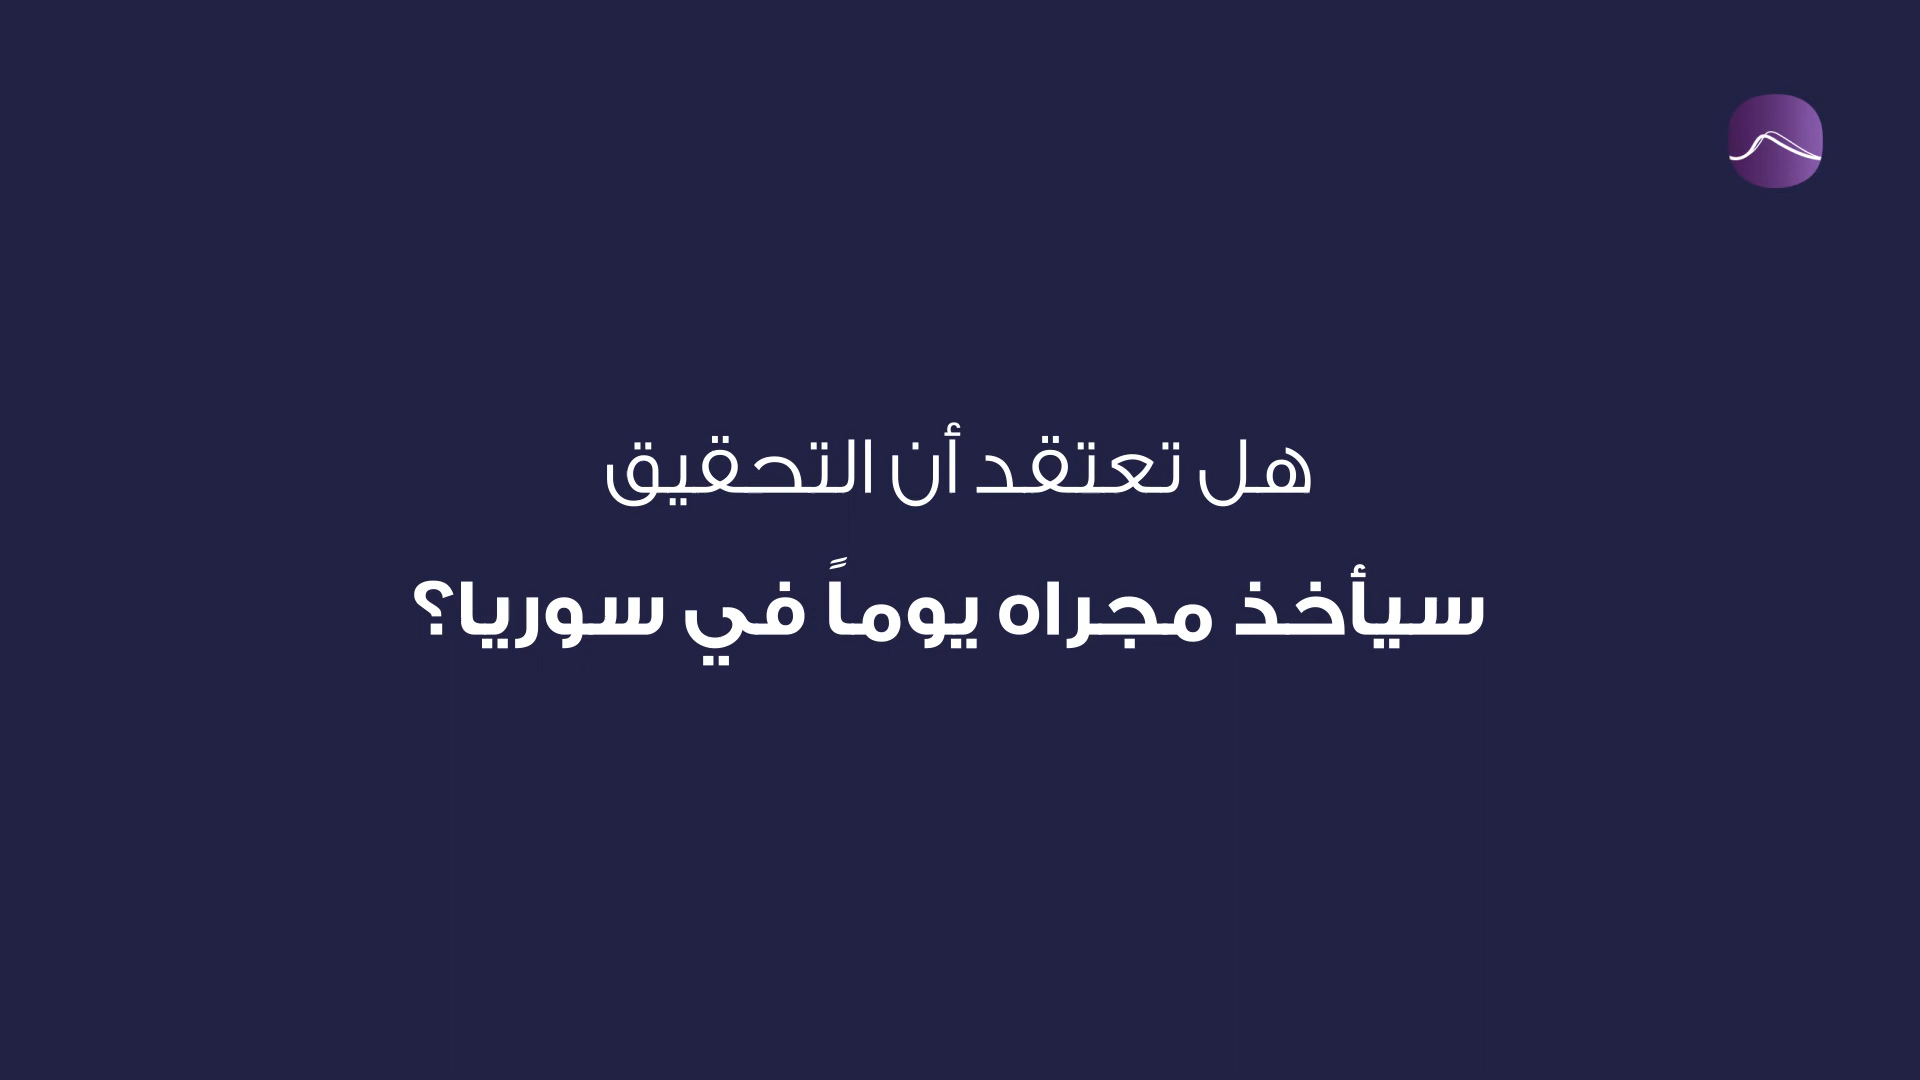 هل تعتقد أن التحقيق
سيأخذ مجراه يوماً في سوريا؟